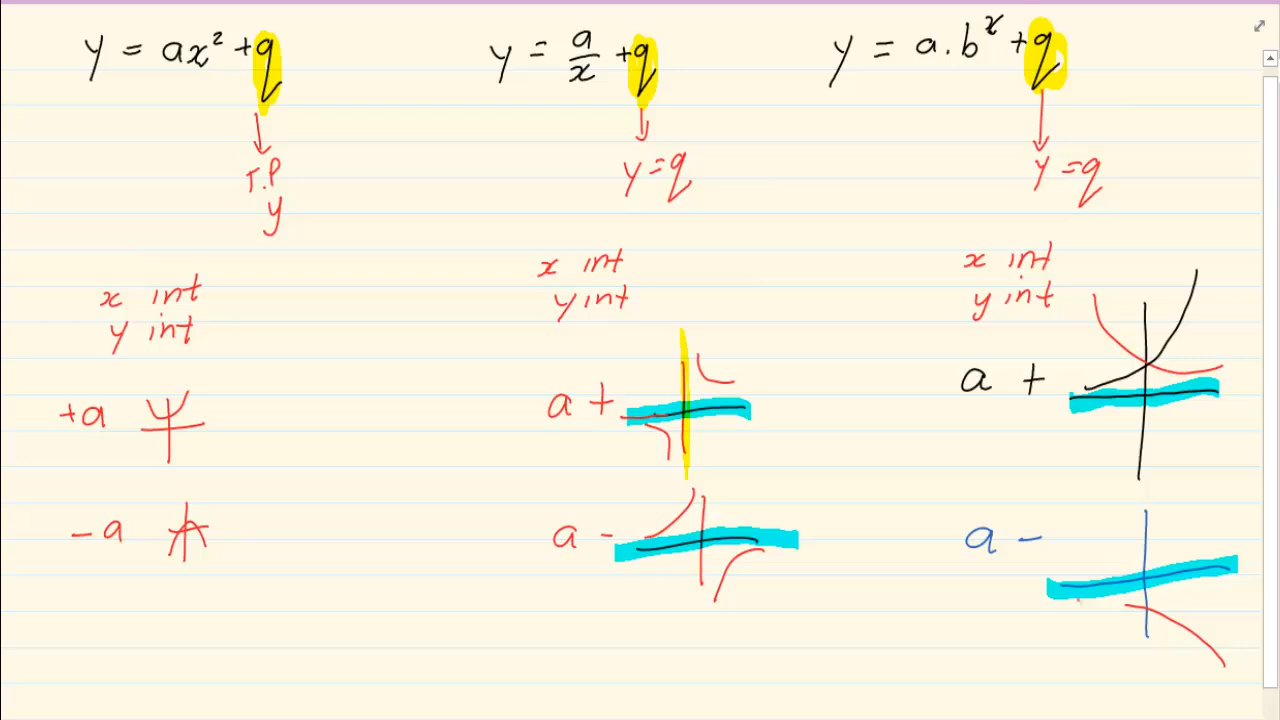 y = ax² + q
T.P
y
x int
y int
+a
- a
y = a/x + q
y = q
x int
y int
a +
a -
y = a.b^x + q
y = q
x int
y int
a +
a -